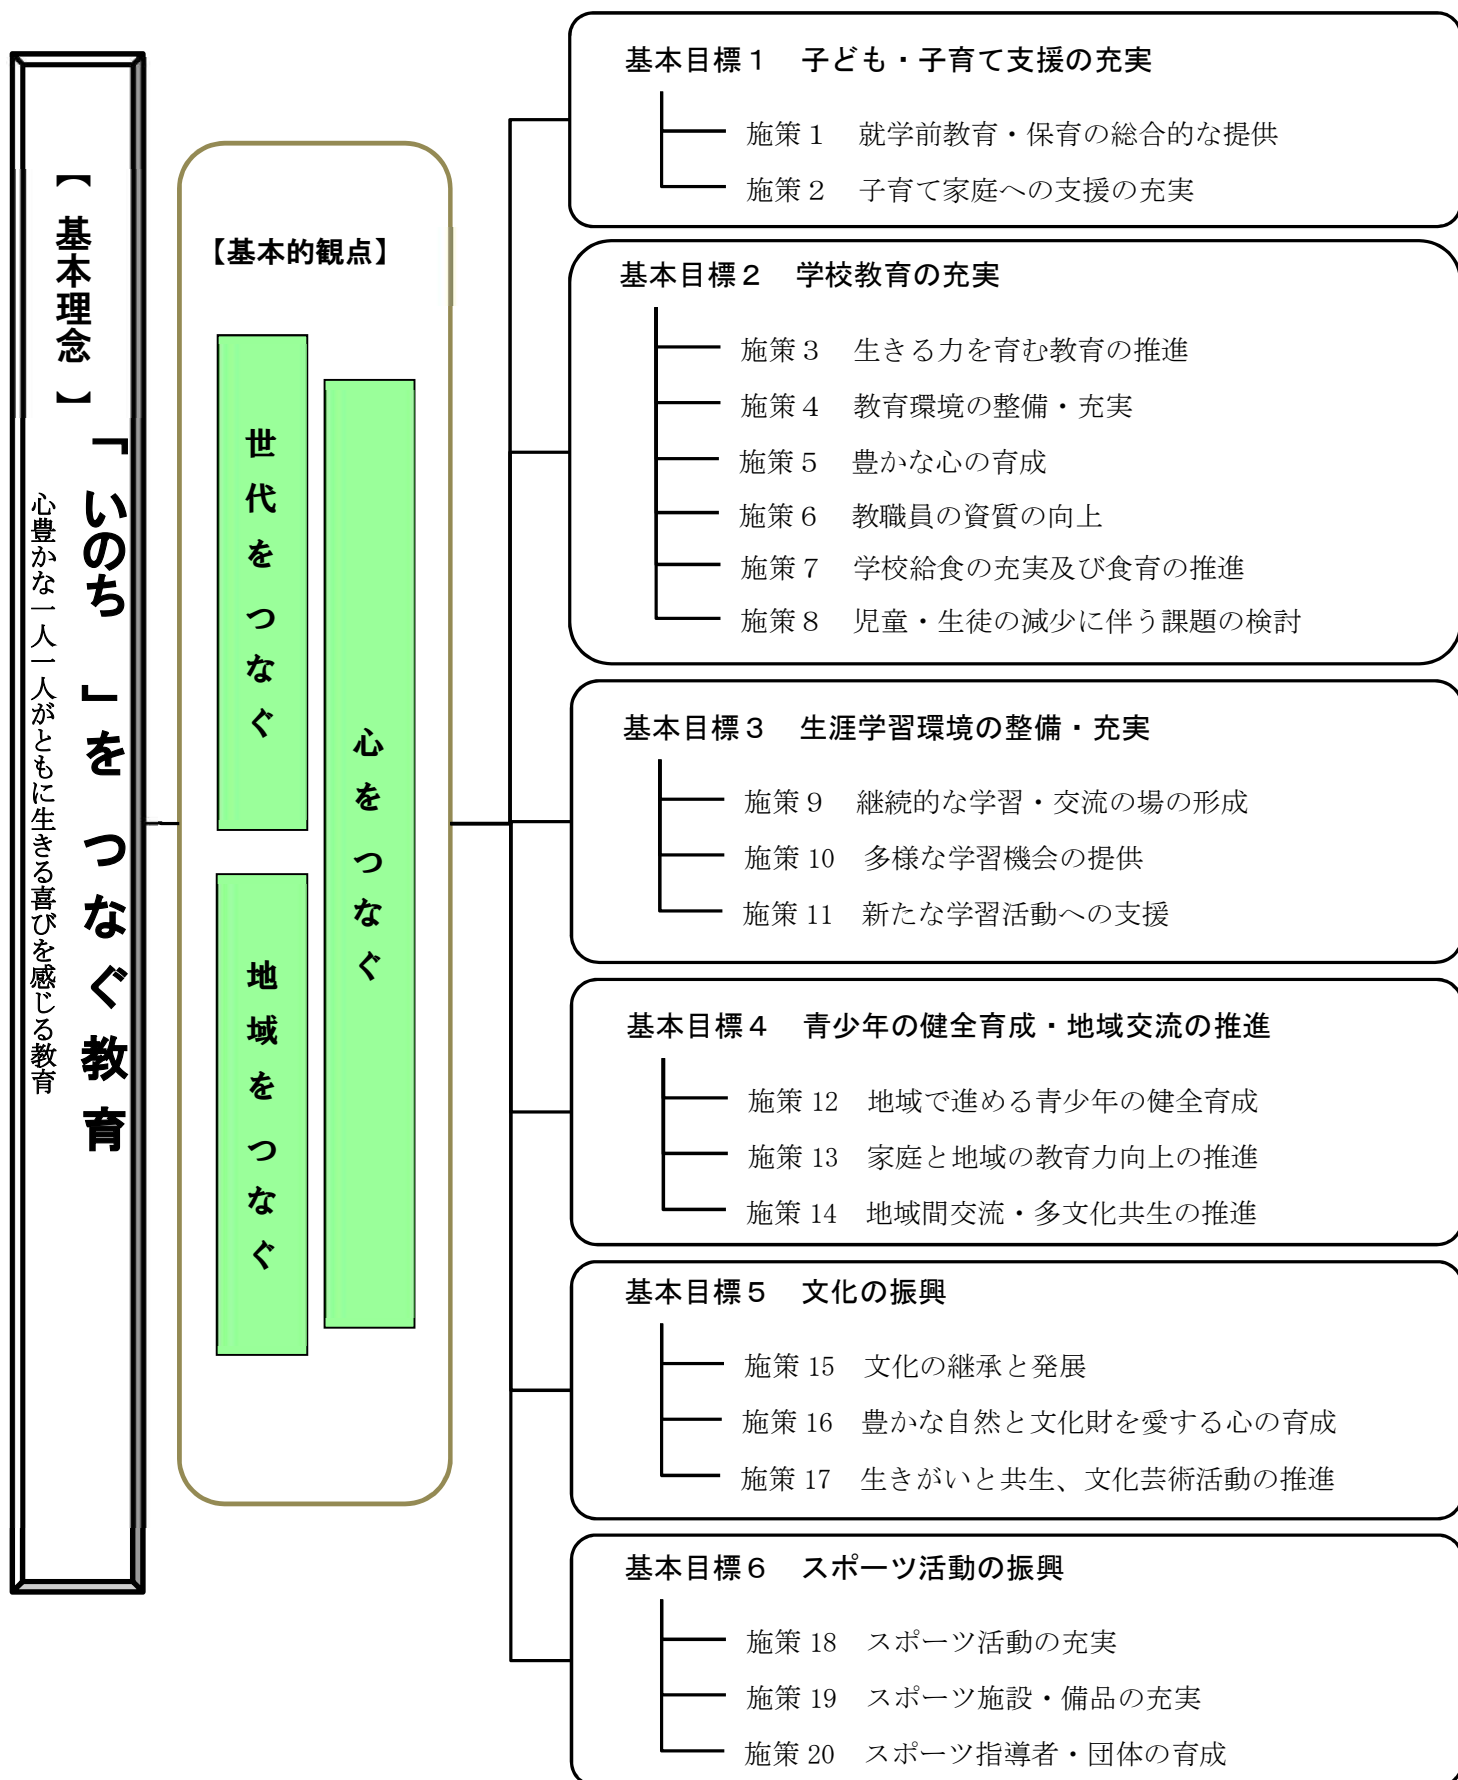 【 基本理念 】
「いのち 」を つなぐ教育
心豊かな一人一人がともに生きる喜びを感じる教育
【基本的観点】
世代を つなぐ
心を つなぐ
地域を つなぐ
基本目標１ 子ども・子育て支援の充実
施策１ 就学前教育・保育の総合的な提供
施策２ 子育て家庭への支援の充実
基本目標２ 学校教育の充実
施策３ 生きる力を育む教育の推進
施策４ 教育環境の整備・充実
施策５ 豊かな心の育成
施策６ 教職員の資質の向上
施策７ 学校給食の充実及び食育の推進
施策８ 児童・生徒の減少に伴う課題の検討
基本目標３ 生涯学習環境の整備・充実
施策９ 継続的な学習・交流の場の形成
施策 10 多様な学習機会の提供
施策 11 新たな学習活動への支援
基本目標４ 青少年の健全育成・地域交流の推進
施策 12 地域で進める青少年の健全育成
施策 13 家庭と地域の教育力向上の推進
施策 14 地域間交流・多文化共生の推進
基本目標５ 文化の振興
施策 15 文化の継承と発展
施策 16 豊かな自然と文化財を愛する心の育成
施策 17 生きがいと共生、文化芸術活動の推進
基本目標６ スポーツ活動の振興
施策 18 スポーツ活動の充実
施策 19 スポーツ施設・備品の充実
施策 20 スポーツ指導者・団体の育成